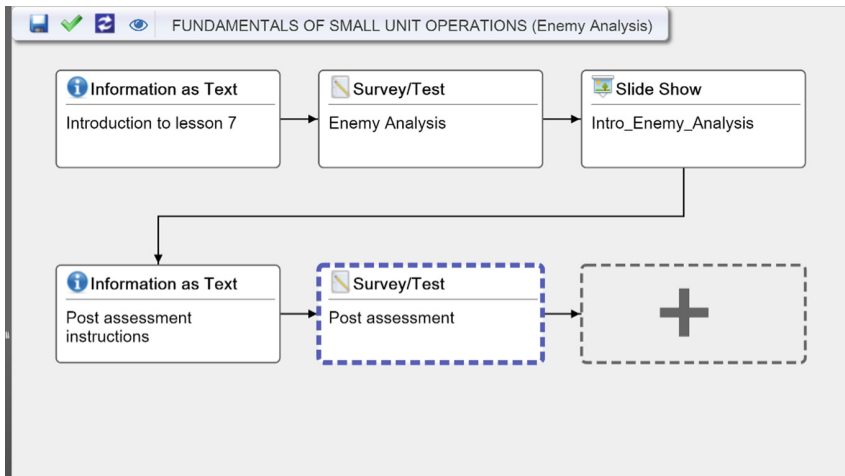 FUNDAMENTALS OF SMALL UNIT OPERATIONS (Enemy Analysis)
Information as Text
Introduction to lesson 7
Survey/Test
Enemy Analysis
Slide Show
Intro_Enemy_Analysis
Information as Text
Post assessment
instructions
Survey/Test
Post assessment